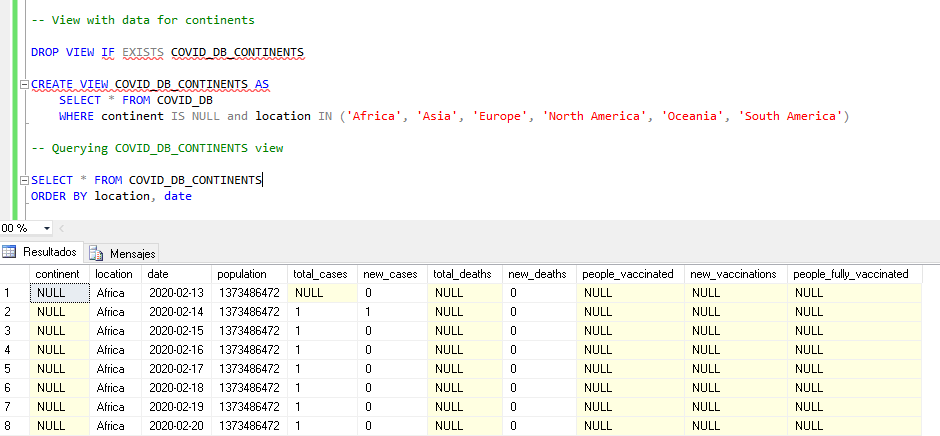 -- View with data for continents
DROP VIEW IF EXISTS COVID_DB_CONTINENTS
CREATE VIEW COVID_DB_CONTINENTS AS
SELECT * FROM COVID_DB
WHERE continent IS NULL and location IN ('Africa', 'Asia', 'Europe', 'North America', 'Oceania', 'South America')
-- Querying COVID_DB_CONTINENTS view
SELECT * FROM COVID_DB_CONTINENTS
ORDER BY location, date
00 %
Resultados Mensajes
continent location date population total_cases new_cases total_deaths new_deaths people_vaccinated new_vaccinations people_fully_vaccinated
1 NULL Africa 2020-02-13 1373486472 NULL 0 NULL 0 NULL NULL NULL
2 NULL Africa 2020-02-14 1373486472 1 1 NULL 0 NULL NULL NULL
3 NULL Africa 2020-02-15 1373486472 1 0 NULL 0 NULL NULL NULL
4 NULL Africa 2020-02-16 1373486472 1 0 NULL 0 NULL NULL NULL
5 NULL Africa 2020-02-17 1373486472 1 0 NULL 0 NULL NULL NULL
6 NULL Africa 2020-02-18 1373486472 1 0 NULL 0 NULL NULL NULL
7 NULL Africa 2020-02-19 1373486472 1 0 NULL 0 NULL NULL NULL
8 NULL Africa 2020-02-20 1373486472 1 0 NULL 0 NULL NULL NULL